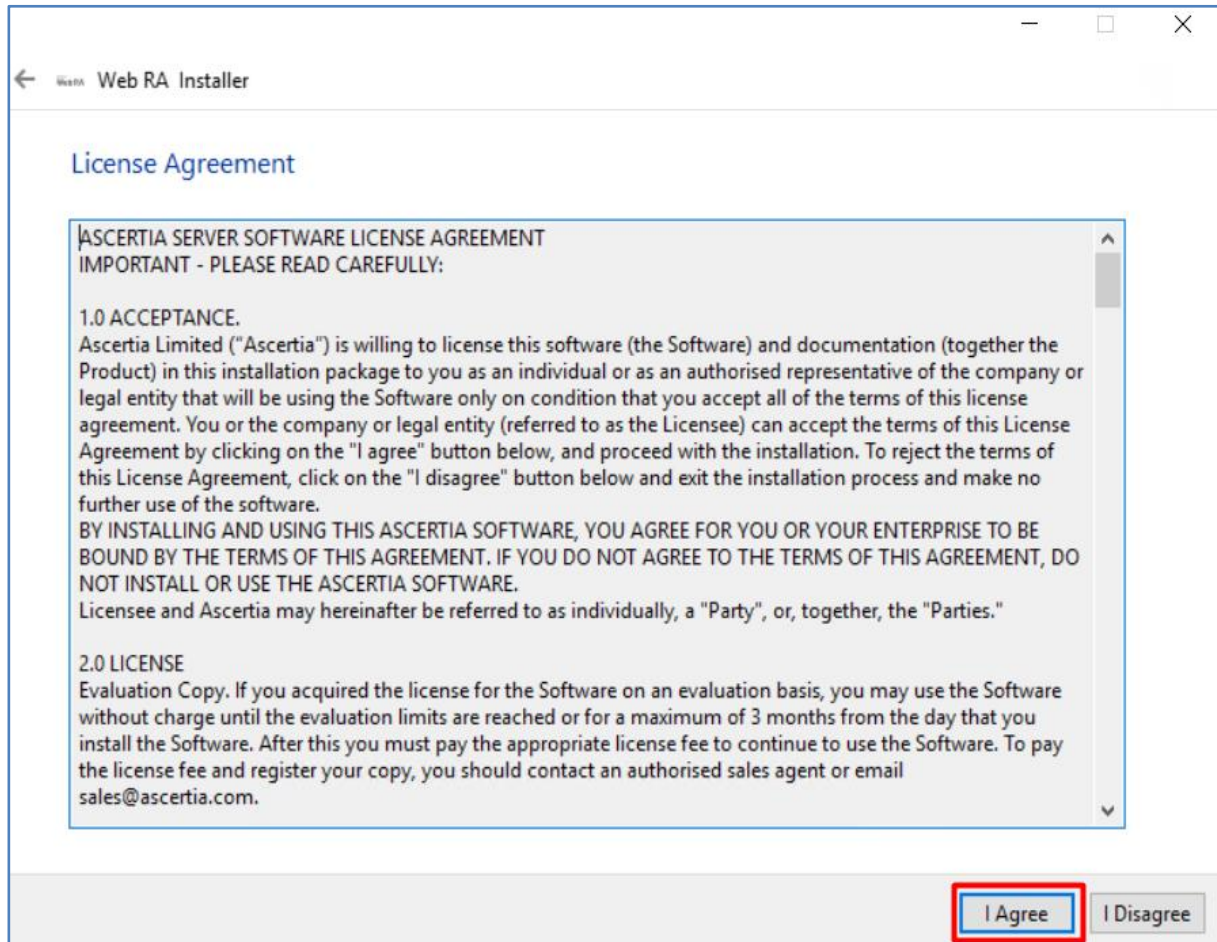 Web RA Installer
License Agreement
ASCERTIA SERVER SOFTWARE LICENSE AGREEMENT
IMPORTANT - PLEASE READ CAREFULLY:
1.0 ACCEPTANCE.
Ascertia Limited ("Ascertia") is willing to license this software (the Software) and documentation (together the
Product) in this installation package to you as an individual or as an authorised representative of the company or
legal entity that will be using the Software only on condition that you accept all of the terms of this license
agreement. You or the company or legal entity (referred to as the Licensee) can accept the terms of this License
Agreement by clicking on the "I agree" button below, and proceed with the installation. To reject the terms of
this License Agreement, click on the "I disagree" button below and exit the installation process and make no
further use of the software.
BY INSTALLING AND USING THIS ASCERTIA SOFTWARE, YOU AGREE FOR YOU OR YOUR ENTERPRISE TO BE
BOUND BY THE TERMS OF THIS AGREEMENT. IF YOU DO NOT AGREE TO THE TERMS OF THIS AGREEMENT, DO
NOT INSTALL OR USE THE ASCERTIA SOFTWARE.
Licensee and Ascertia may hereinafter be referred to as individually, a "Party", or, together, the "Parties."
2.0 LICENSE
Evaluation Copy. If you acquired the license for the Software on an evaluation basis, you may use the Software
without charge until the evaluation limits are reached or for a maximum of 3 months from the day that you
install the Software. After this you must pay the appropriate license fee to continue to use the Software. To pay
the license fee and register your copy, you should contact an authorised sales agent or email
sales@ascertia.com.
I Agree
I Disagree